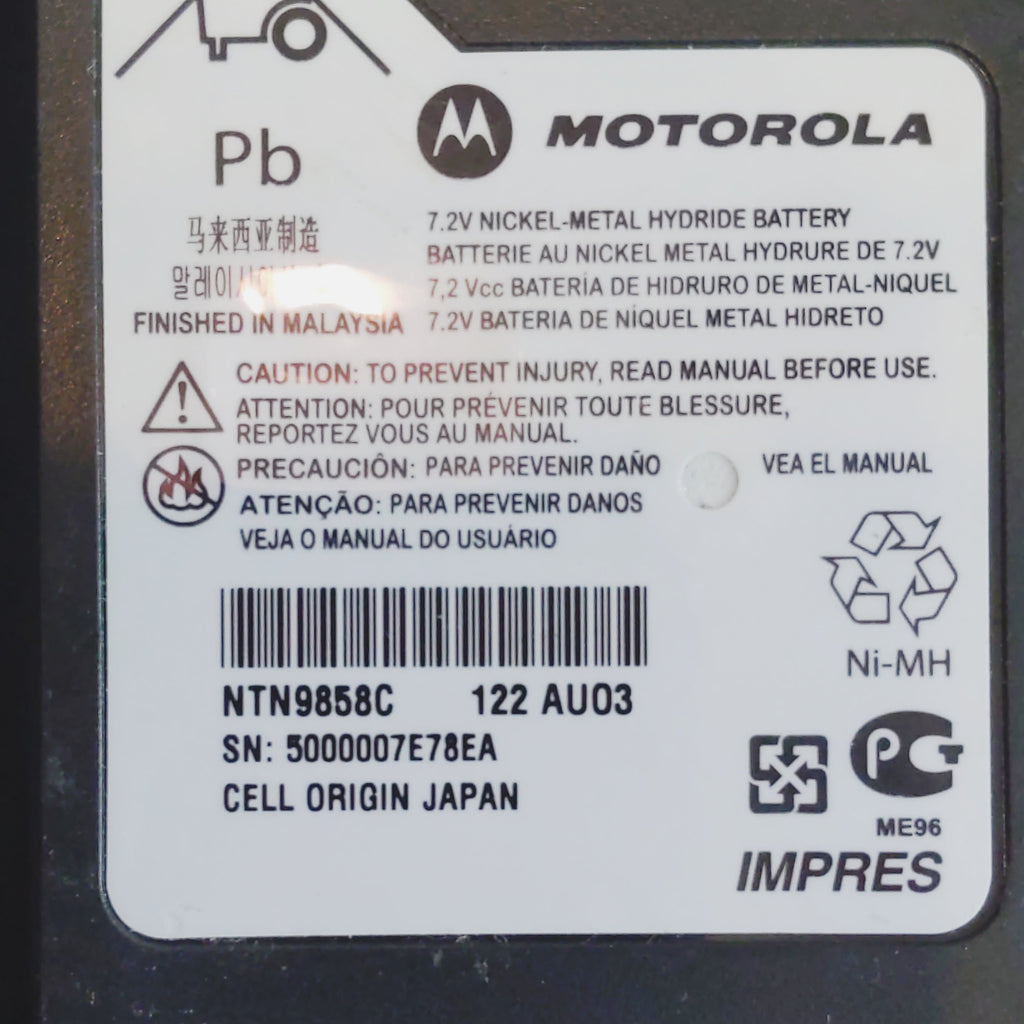 Pb
马来西亚制造
FINISHED IN MALAYSIA
MOTOROLA
7.2V NICKEL-METAL HYDRIDE BATTERY
BATTERIE AU NICKEL METAL HYDRURE DE 7.2V
7,2 Vcc BATERÍA DE HIDRURO DE METAL-NIQUEL
7.2V BATERIA DE NÍQUEL METAL HIDRETO
CAUTION: TO PREVENT INJURY, READ MANUAL BEFORE USE.
ATTENTION: POUR PRÉVENIR TOUTE BLESSURE,
REPORTEZ VOUS AU MANUAL.
PRECAUCIÔN: PARA PREVENIR DAÑO VEA EL MANUAL
ATENÇÃO: PARA PREVENIR DANOS
VEJA O MANUAL DO USUÁRIO
Ni-MH
NTN9858C 122 AU03
SN: 5000007E78EA
CELL ORIGIN JAPAN
PG
ME96
IMPRES